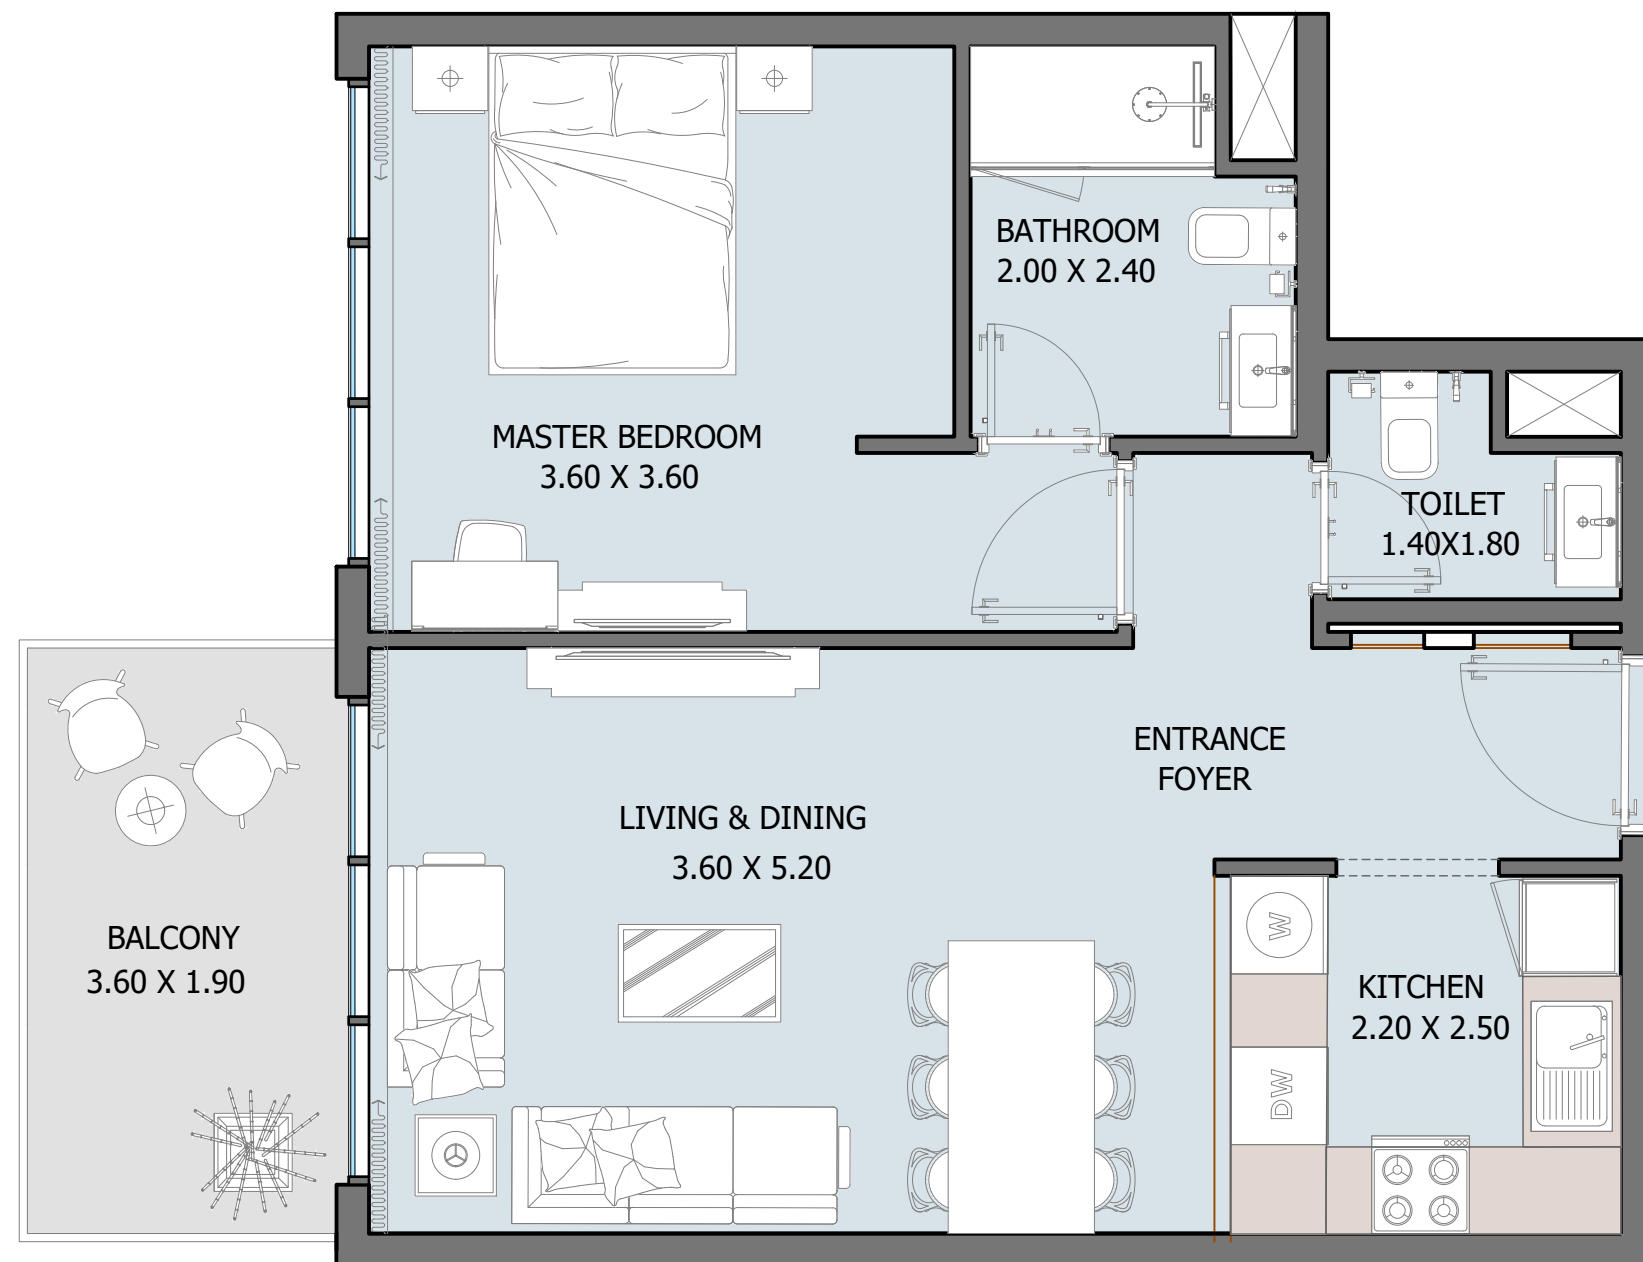 BATHROOM
2.00 X 2.40
MASTER BEDROOM
3.60 X 3.60
TOILET
1.40X1.80
ENTRANCE
FOYER
LIVING & DINING
3.60 X 5.20
W
BALCONY
3.60 X 1.90
KITCHEN
2.20 X 2.50
DW